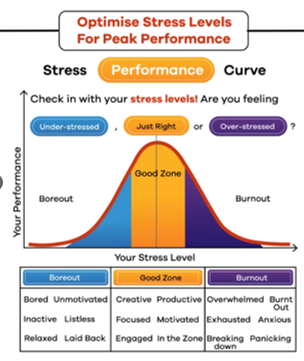 Optimise Stress Levels
For Peak Performance
Stress Performance Curve
Check in with your stress levels! Are you feeling
Under-stressed , Just Right or Over-stressed ?
Your Performance
Good Zone
Boreout
Burnout
Your Stress Level
Boreout Good Zone Burnout
Bored Unmotivated Creative Productive Overwhelmed Burnt
Out
Inactive Listless Focused Motivated Exhausted Anxious
Relaxed Laid Back Engaged In the Zone Breaking Panicking
down